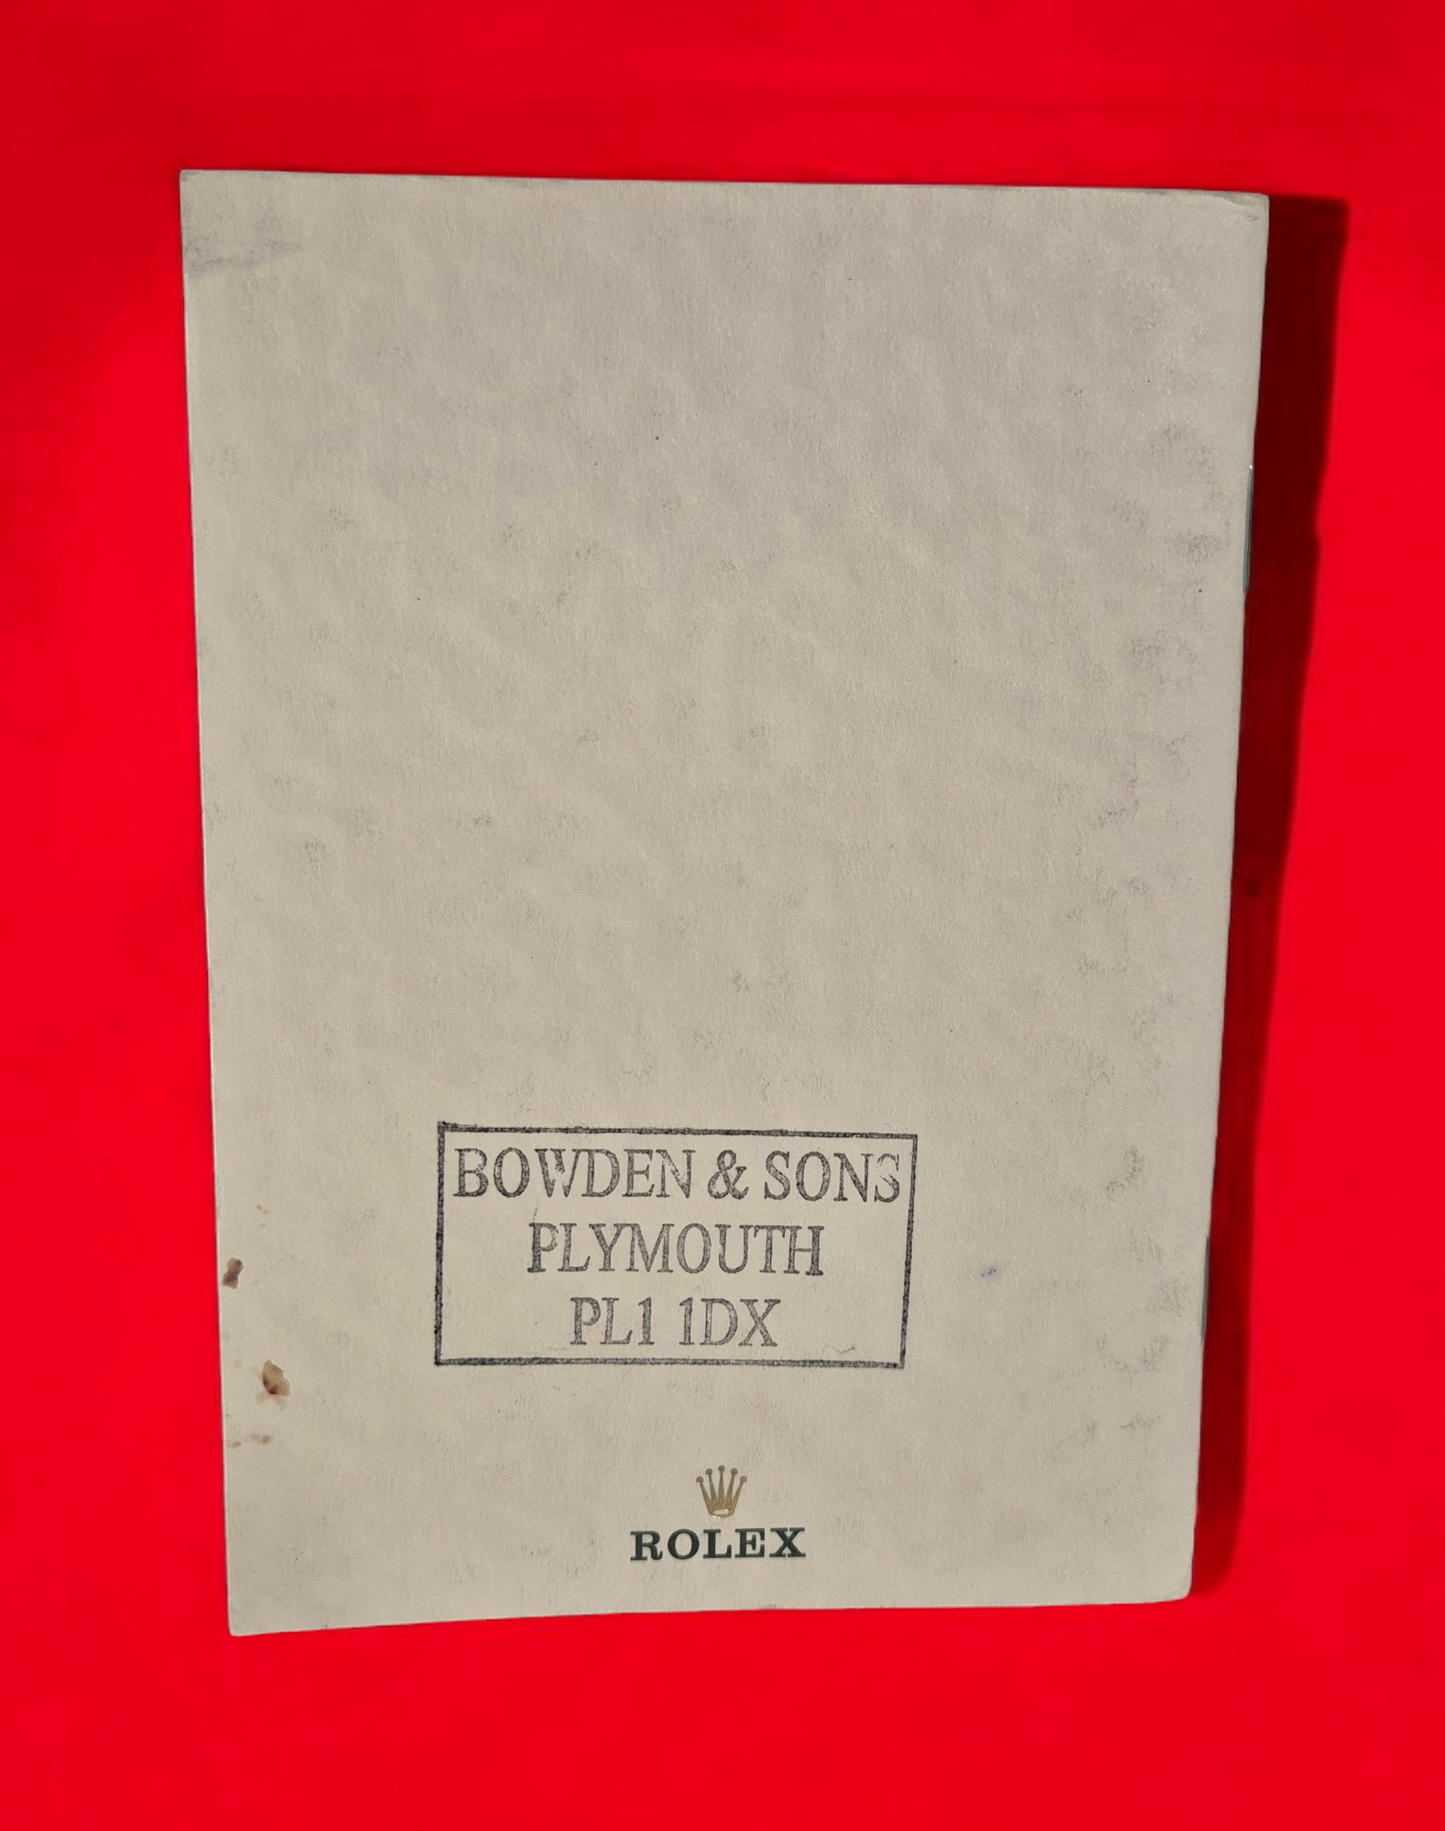 BOWDEN & SONS
PLYMOUTH
PL1 1DX
ROLEX